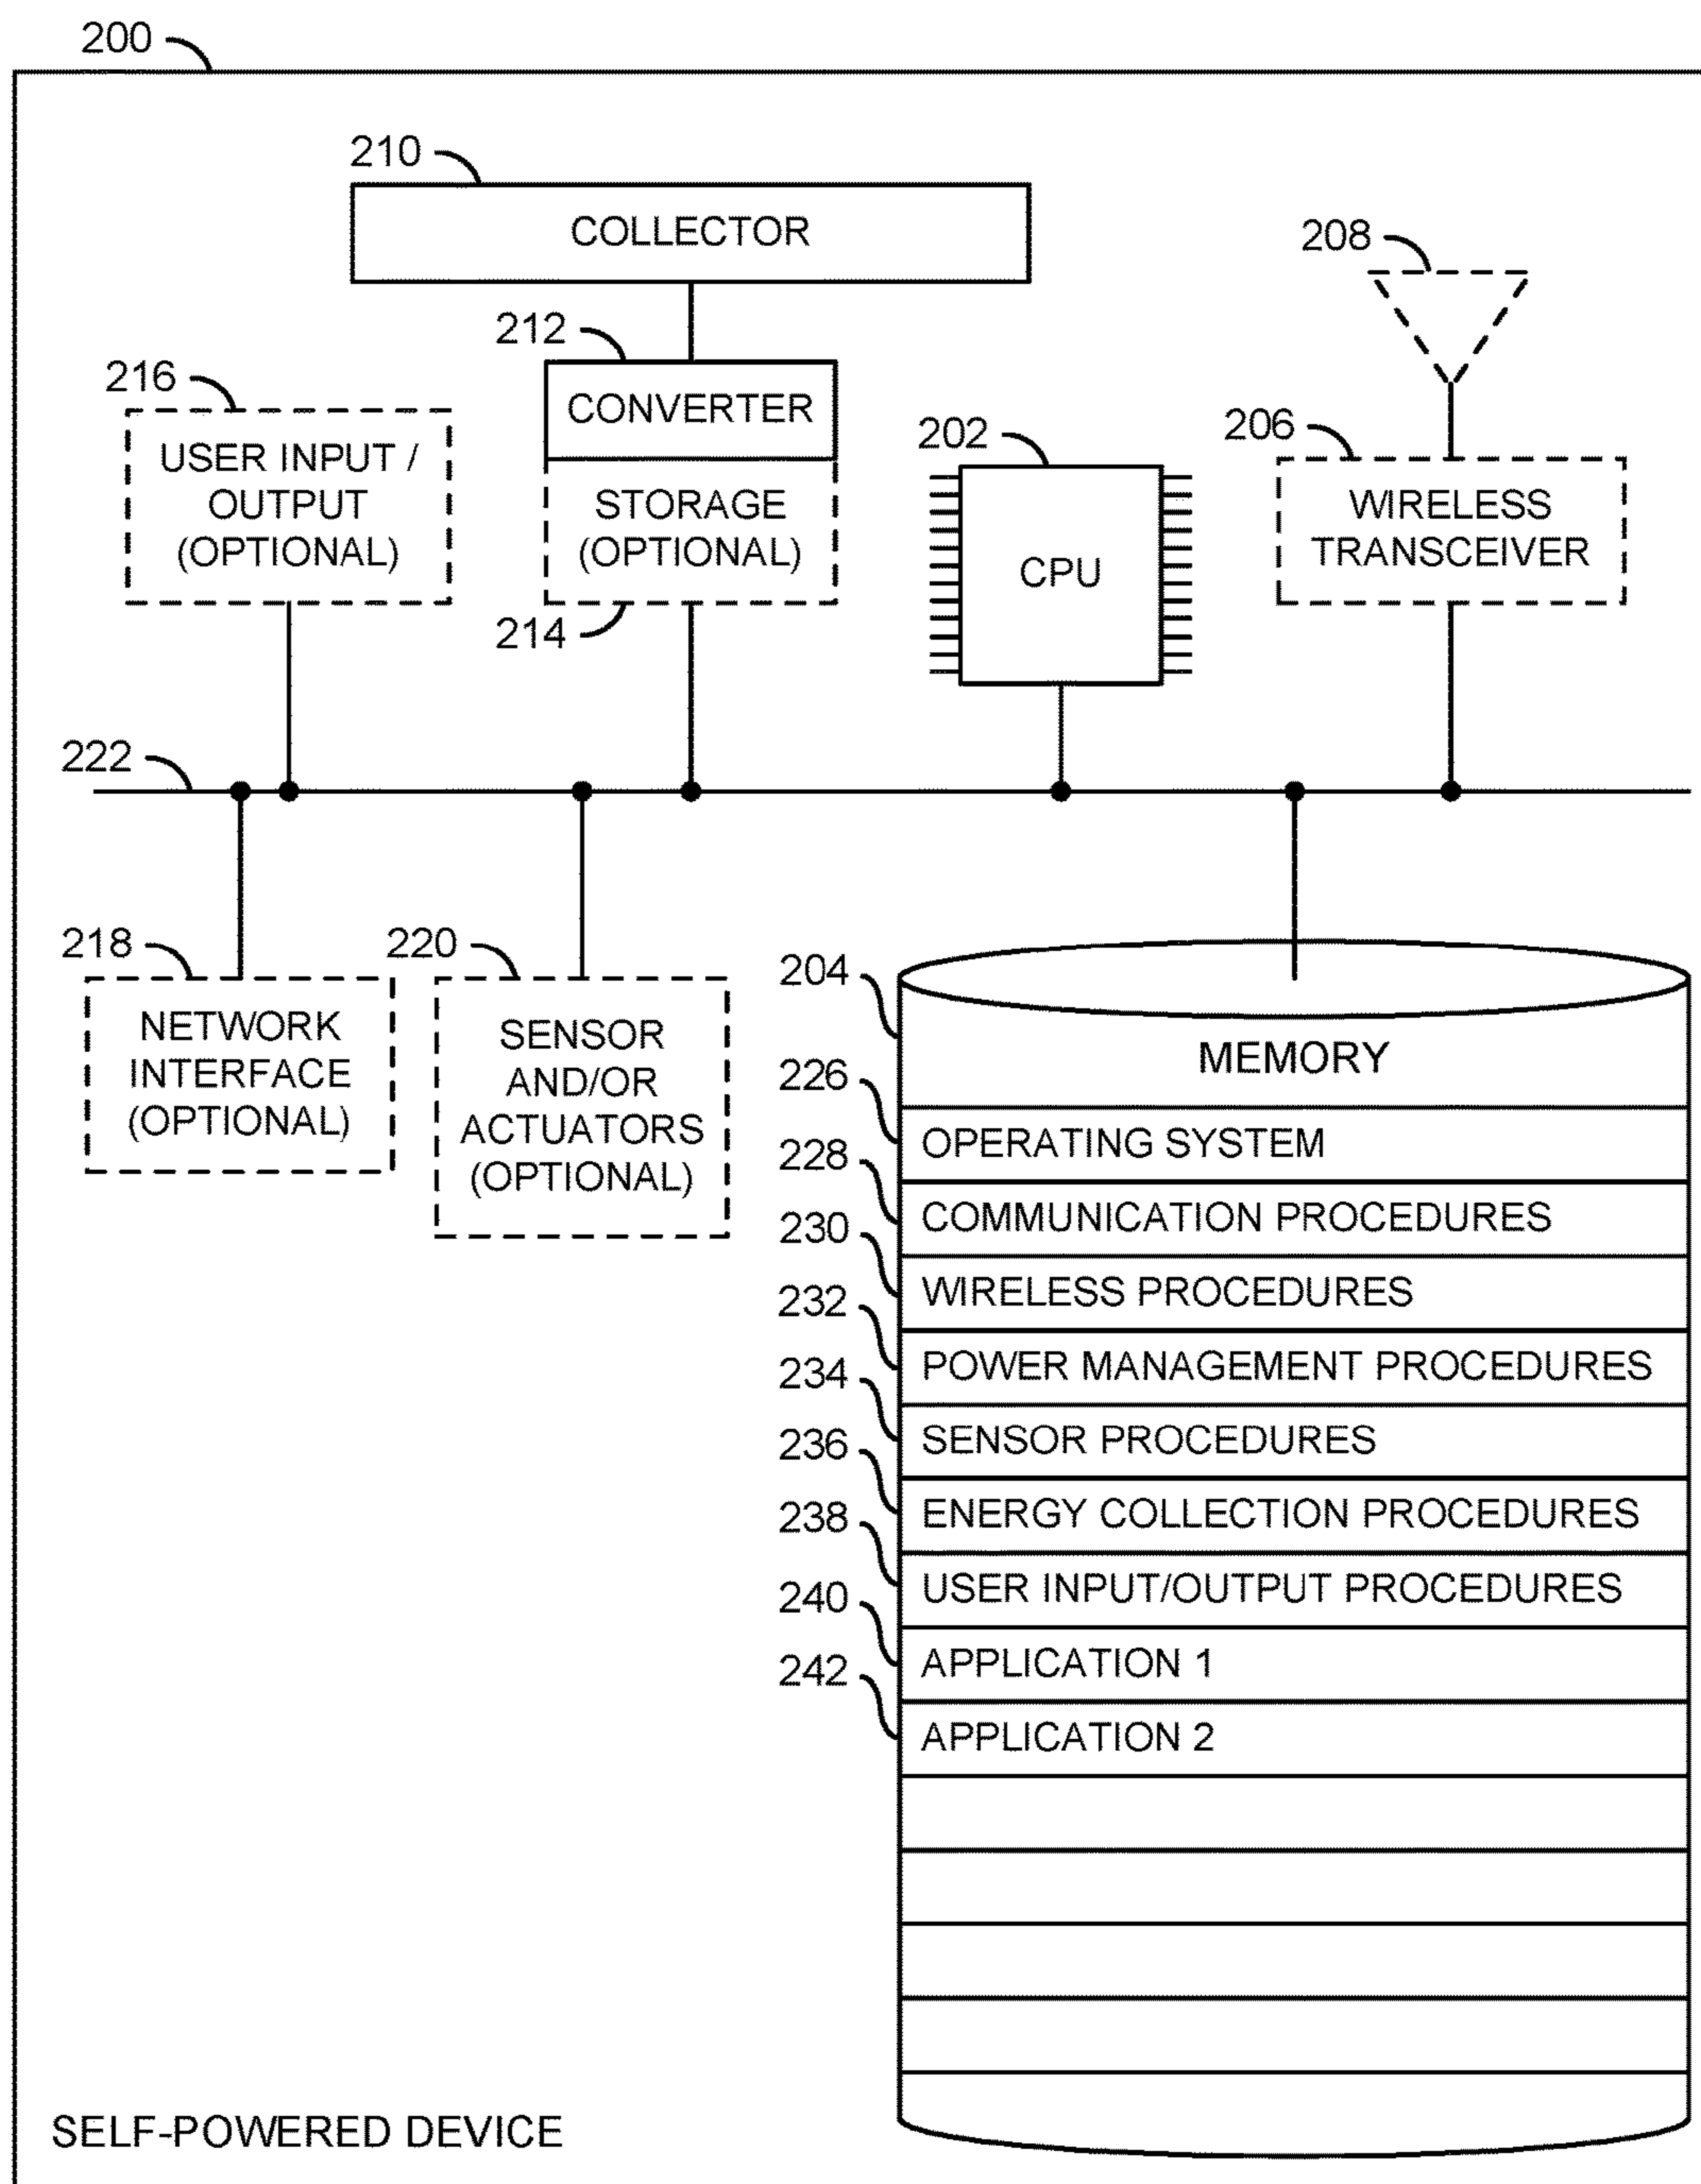 200
210
COLLECTOR
208
212
CONVERTER
216
USER INPUT /
OUTPUT
(OPTIONAL)
STORAGE
(OPTIONAL)
214
202
CPU
206
WIRELESS
TRANSCEIVER
222
218
NETWORK
INTERFACE
(OPTIONAL)
220
SENSOR
AND/OR
ACTUATORS
(OPTIONAL)
204
MEMORY
226
OPERATING SYSTEM
228
COMMUNICATION PROCEDURES
230
WIRELESS PROCEDURES
232
POWER MANAGEMENT PROCEDURES
234
SENSOR PROCEDURES
236
ENERGY COLLECTION PROCEDURES
238
USER INPUT/OUTPUT PROCEDURES
240
APPLICATION 1
242
APPLICATION 2
SELF-POWERED DEVICE